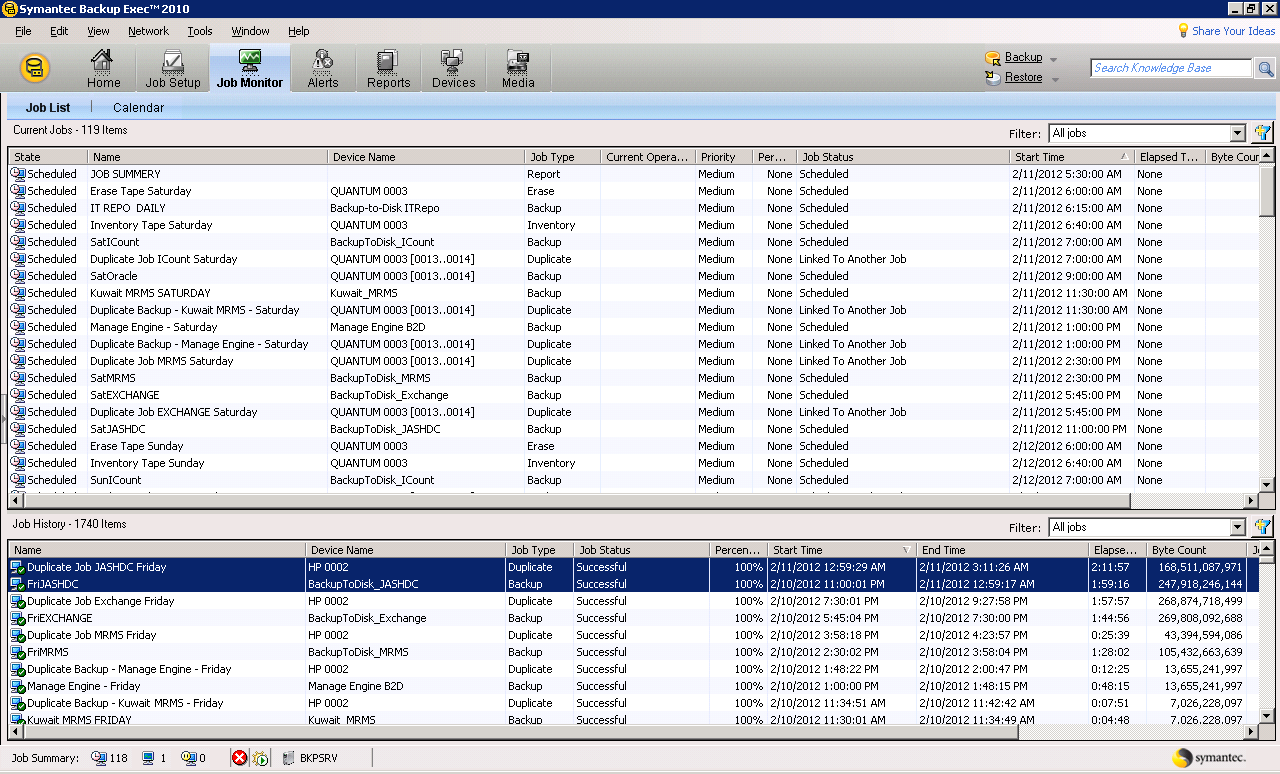 Symantec Backup Exec™ 2010
File Edit View Network Tools Window Help
Share Your Ideas
Home Job Setup Job Monitor Alerts Reports Devices Media
Backup
Restore
Search Knowledge Base
Job List Calendar
Current Jobs - 119 Items
Filter: All jobs
State Name Device Name Job Type Current Opera... Priority Per... Job Status Start Time Elapsed T... Byte Cour
Scheduled JOB SUMMERY Report Medium None Scheduled 2/11/2012 5:30:00 AM None
Scheduled Erase Tape Saturday QUANTUM 0003 Erase Medium None Scheduled 2/11/2012 6:00:00 AM None
Scheduled IT REPO DAILY Backup-to-Disk ITRepo Backup Medium None Scheduled 2/11/2012 6:15:00 AM None
Scheduled Inventory Tape Saturday QUANTUM 0003 Inventory Medium None Scheduled 2/11/2012 6:40:00 AM None
Scheduled SatICount BackupToDisk_ICount Backup Medium None Scheduled 2/11/2012 7:00:00 AM None
Scheduled Duplicate Job ICount Saturday QUANTUM 0003 [0013..0014] Duplicate Medium None Linked To Another Job 2/11/2012 7:00:00 AM None
Scheduled SatOracle QUANTUM 0003 [0013..0014] Backup Medium None Scheduled 2/11/2012 9:00:00 AM None
Scheduled Kuwait MRMS SATURDAY Kuwait_MRMS Backup Medium None Scheduled 2/11/2012 11:30:00 AM None
Scheduled Duplicate Backup - Kuwait MRMS - Saturday QUANTUM 0003 [0013..0014] Duplicate Medium None Linked To Another Job 2/11/2012 11:30:00 AM None
Scheduled Manage Engine - Saturday Manage Engine B2D Backup Medium None Scheduled 2/11/2012 1:00:00 PM None
Scheduled Duplicate Backup - Manage Engine - Saturday QUANTUM 0003 [0013..0014] Duplicate Medium None Linked To Another Job 2/11/2012 1:00:00 PM None
Scheduled Duplicate Job MRMS Saturday QUANTUM 0003 [0013..0014] Duplicate Medium None Linked To Another Job 2/11/2012 2:30:00 PM None
Scheduled SatMRMS BackupToDisk_MRMS Backup Medium None Scheduled 2/11/2012 2:30:00 PM None
Scheduled SatEXCHANGE BackupToDisk_Exchange Backup Medium None Scheduled 2/11/2012 5:45:00 PM None
Scheduled Duplicate Job EXCHANGE Saturday QUANTUM 0003 [0013..0014] Duplicate Medium None Linked To Another Job 2/11/2012 5:45:00 PM None
Scheduled SatJASHDC BackupToDisk_JASHDC Backup Medium None Scheduled 2/11/2012 11:00:00 PM None
Scheduled Erase Tape Sunday QUANTUM 0003 Erase Medium None Scheduled 2/12/2012 6:00:00 AM None
Scheduled Inventory Tape Sunday QUANTUM 0003 Inventory Medium None Scheduled 2/12/2012 6:40:00 AM None
Scheduled SunICount BackupToDisk_ICount Backup Medium None Scheduled 2/12/2012 7:00:00 AM None
Job History - 1740 Items
Filter: All jobs
Name Device Name Job Type Job Status Percen... Start Time End Time Elapse... Byte Count
Duplicate Job JASHDC Friday HP 0002 Duplicate Successful 100% 2/11/2012 12:59:29 AM 2/11/2012 3:11:26 AM 2:11:57 168,511,087,971
FriJASHDC BackupToDisk_JASHDC Backup Successful 100% 2/10/2012 11:00:01 PM 2/11/2012 12:59:17 AM 1:59:16 247,918,246,144
Duplicate Job Exchange Friday HP 0002 Duplicate Successful 100% 2/10/2012 7:30:01 PM 2/10/2012 9:27:58 PM 1:57:57 268,874,718,499
FriEXCHANGE BackupToDisk_Exchange Backup Successful 100% 2/10/2012 5:45:04 PM 2/10/2012 7:30:00 PM 1:44:56 269,808,092,688
Duplicate Job MRMS Friday HP 0002 Duplicate Successful 100% 2/10/2012 3:58:18 PM 2/10/2012 4:23:57 PM 0:25:39 43,394,594,086
FriMRMS BackupToDisk_MRMS Backup Successful 100% 2/10/2012 2:30:02 PM 2/10/2012 3:58:04 PM 1:28:02 105,432,663,639
Duplicate Backup - Manage Engine - Friday HP 0002 Duplicate Successful 100% 2/10/2012 1:48:22 PM 2/10/2012 2:00:47 PM 0:12:25 13,655,241,997
Manage Engine - Friday Manage Engine B2D Backup Successful 100% 2/10/2012 1:00:00 PM 2/10/2012 1:48:15 PM 0:48:15 13,655,241,997
Duplicate Backup - Kuwait MRMS - Friday HP 0002 Duplicate Successful 100% 2/10/2012 11:34:51 AM 2/10/2012 11:42:42 AM 0:07:51 7,026,228,097
Kuwait MRMS FRIDAY Kuwait_MRMS Backup Successful 100% 2/10/2012 11:30:01 AM 2/10/2012 11:34:49 AM 0:04:48 7,026,228,097
Job Summary: 118 1 0 BKPSRV
symantec.